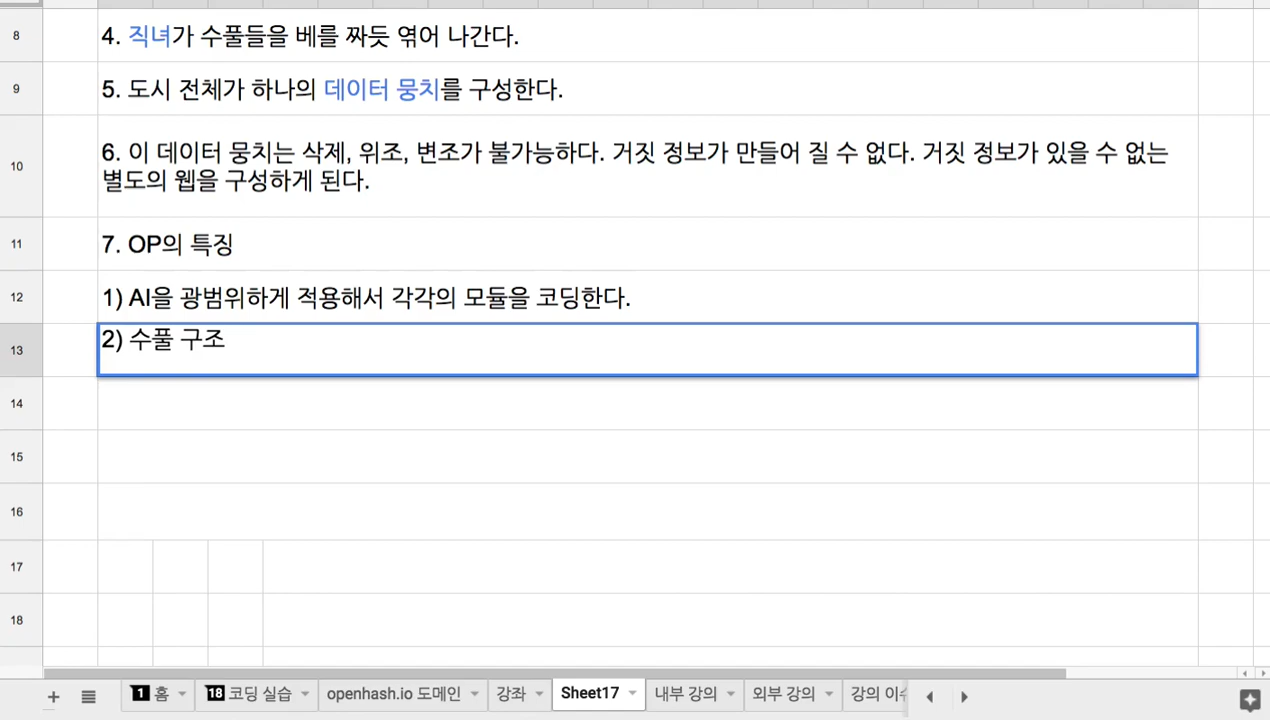 8
4. 직녀가 수풀들을 베를 짜듯 엮어 나간다.
9
5. 도시 전체가 하나의 데이터 뭉치를 구성한다.
10
6. 이 데이터 뭉치는 삭제, 위조, 변조가 불가능하다. 거짓 정보가 만들어 질 수 없다. 거짓 정보가 있을 수 없는
별도의 웹을 구성하게 된다.
11
7. OP의 특징
12
1) AI을 광범위하게 적용해서 각각의 모듈을 코딩한다.
13
2) 수풀 구조
14
15
16
17
18
1 홈 18 코딩 실습 openhash.io 도메인 강좌 Sheet17 내부 강의 외부 강의 강의 이